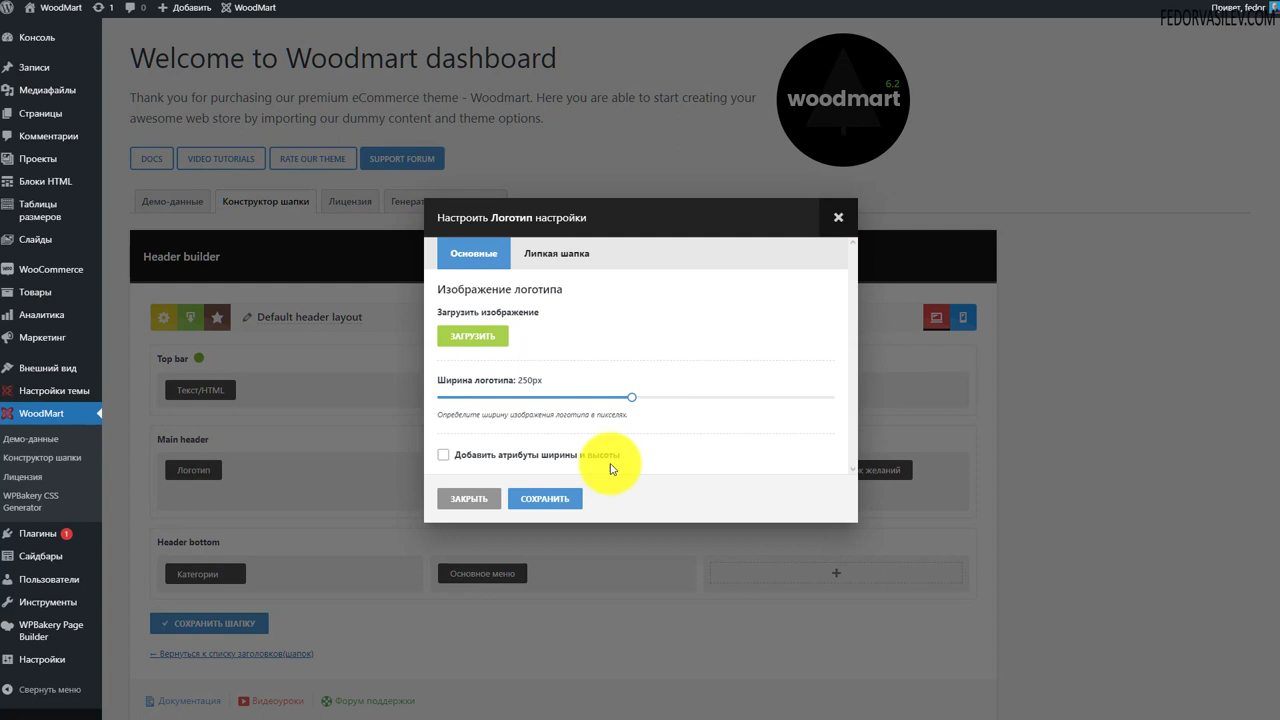 WoodMart 1 0 Добавить WoodMart Привет, fedor
FEDORVASILEV.COM
Консоль
Записи
Медиафайлы
Страницы
Комментарии
Проекты
Блоки HTML
Таблицы
размеров
Слайды
WooCommerce
Товары
Аналитика
Маркетинг
Внешний вид
Настройки темы
WoodMart
Демо-данные
Конструктор шапки
Лицензия
WPBakery CSS
Generator
Плагины 1
Сайдбары
Пользователи
Инструменты
WPBakery Page
Builder
Настройки
Свернуть меню
Welcome to Woodmart dashboard
Thank you for purchasing our premium eCommerce theme - Woodmart. Here you are able to start creating your
awesome web store by importing our dummy content and theme options.
6.2
woodmart
DOCS VIDEO TUTORIALS RATE OUR THEME SUPPORT FORUM
Демо-данные Конструктор шапки Лицензия
Header builder
Default header layout
Top bar
Текст/HTML
Main header
Логотип
желаний
Header bottom
Категории Основное меню +
СОХРАНИТЬ ШАПКУ
← Вернуться к списку заголовков(шапок)
Документация Видеоуроки Форум поддержки
Настроить Логотип настройки
Основные Липкая шапка
Изображение логотипа
Загрузить изображение
ЗАГРУЗИТЬ
Ширина логотипа: 250px
Определите ширину изображения логотипа в пикселях.
Добавить атрибуты ширины и высоты
ЗАКРЫТЬ СОХРАНИТЬ